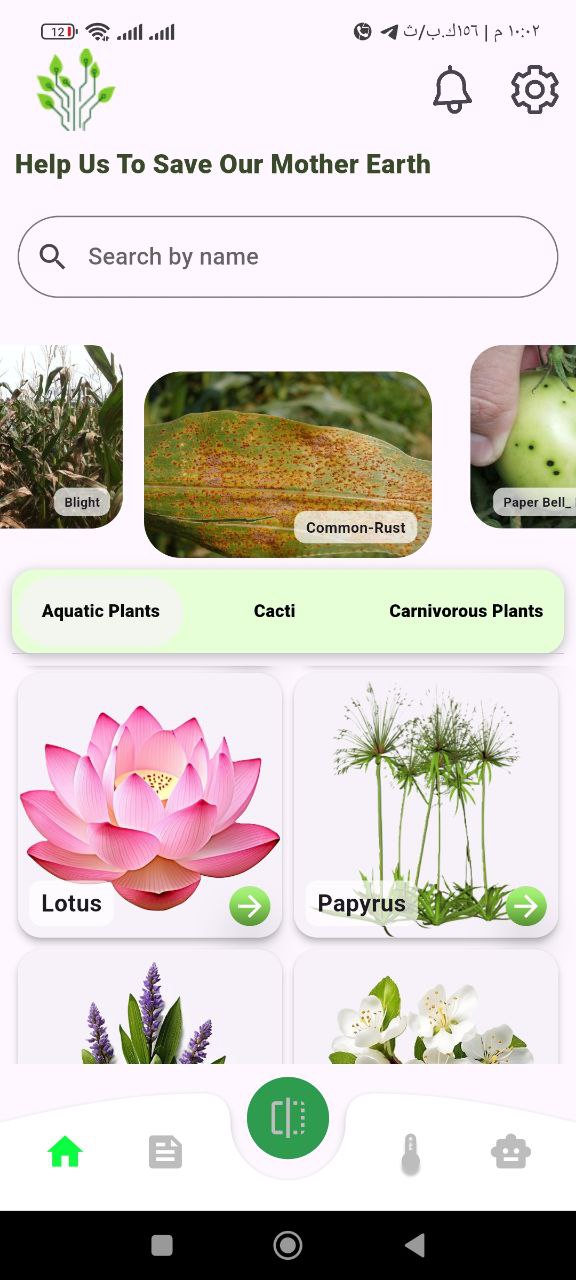 12
١٠:٠٢ م | ١٥٦ك.ب/ث
Help Us To Save Our Mother Earth
Search by name
Blight
Common-Rust
Paper Bell_
Aquatic Plants
Cacti
Carnivorous Plants
Lotus
Papyrus